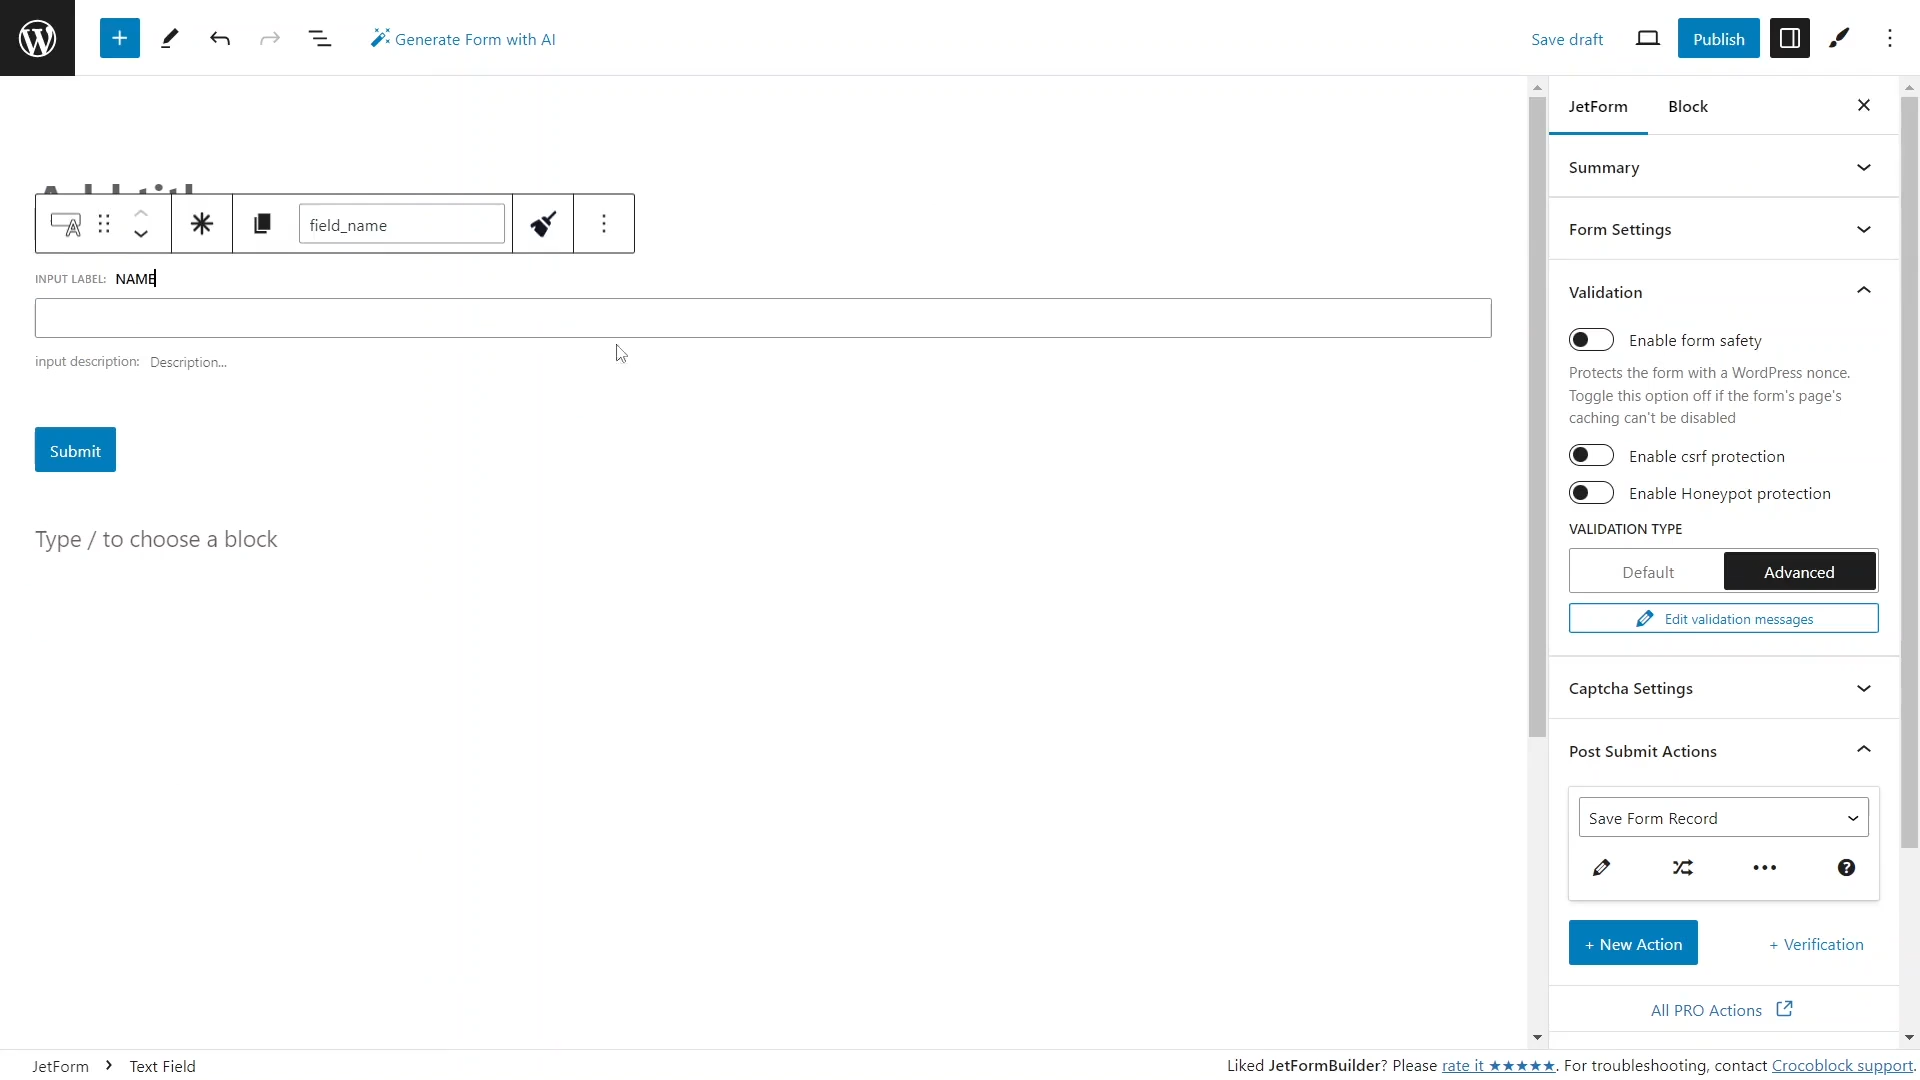 Generate Form with AI
Save draft
Publish
Add title
field_name
INPUT LABEL: NAME
input description: Description...
Submit
Type / to choose a block
JetForm
Block
Summary
Form Settings
Validation
Enable form safety
Protects the form with a WordPress nonce.
Toggle this option off if the form's page's
caching can't be disabled
Enable csrf protection
Enable Honeypot protection
VALIDATION TYPE
Default
Advanced
Edit validation messages
Captcha Settings
Post Submit Actions
Save Form Record
+ New Action
+ Verification
All PRO Actions
JetForm
Text Field
Liked JetFormBuilder? Please rate it ★★★★★. For troubleshooting, contact Crocoblock support.